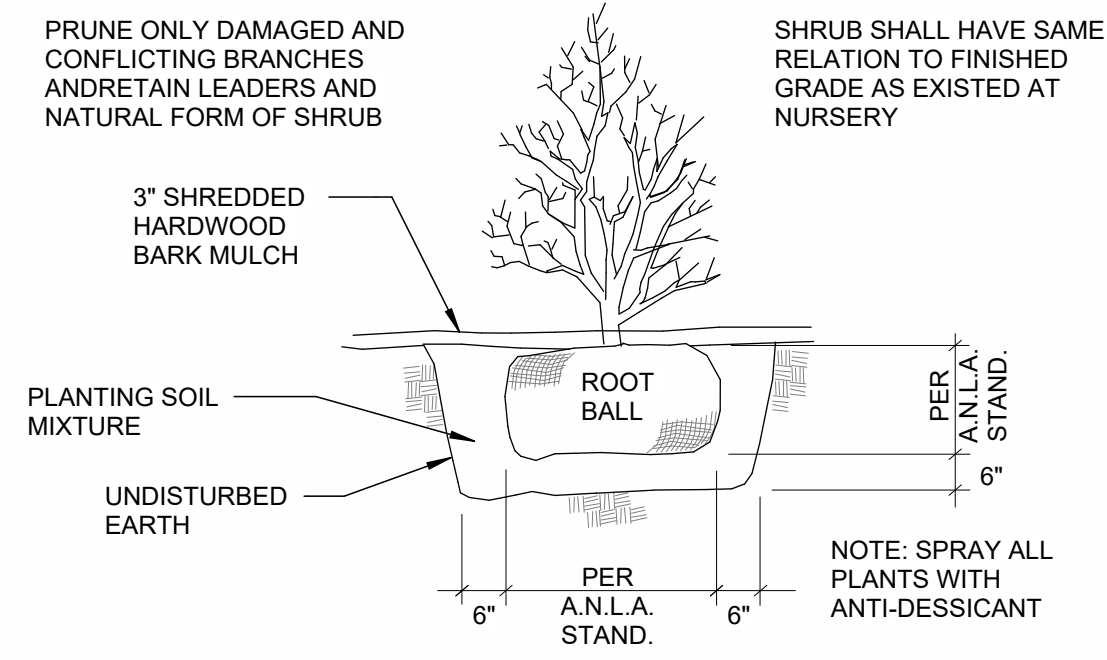 PRUNE ONLY DAMAGED AND
CONFLICTING BRANCHES
ANDRETAIN LEADERS AND
NATURAL FORM OF SHRUB
SHRUB SHALL HAVE SAME
RELATION TO FINISHED
GRADE AS EXISTED AT
NURSERY
3" SHREDDED
HARDWOOD
BARK MULCH
PLANTING SOIL
MIXTURE
UNDISTURBED
EARTH
ROOT
BALL
PER
A.N.L.A.
STAND.
6"
6"
PER
A.N.L.A.
STAND.
6"
NOTE: SPRAY ALL
PLANTS WITH
ANTI-DESSICANT